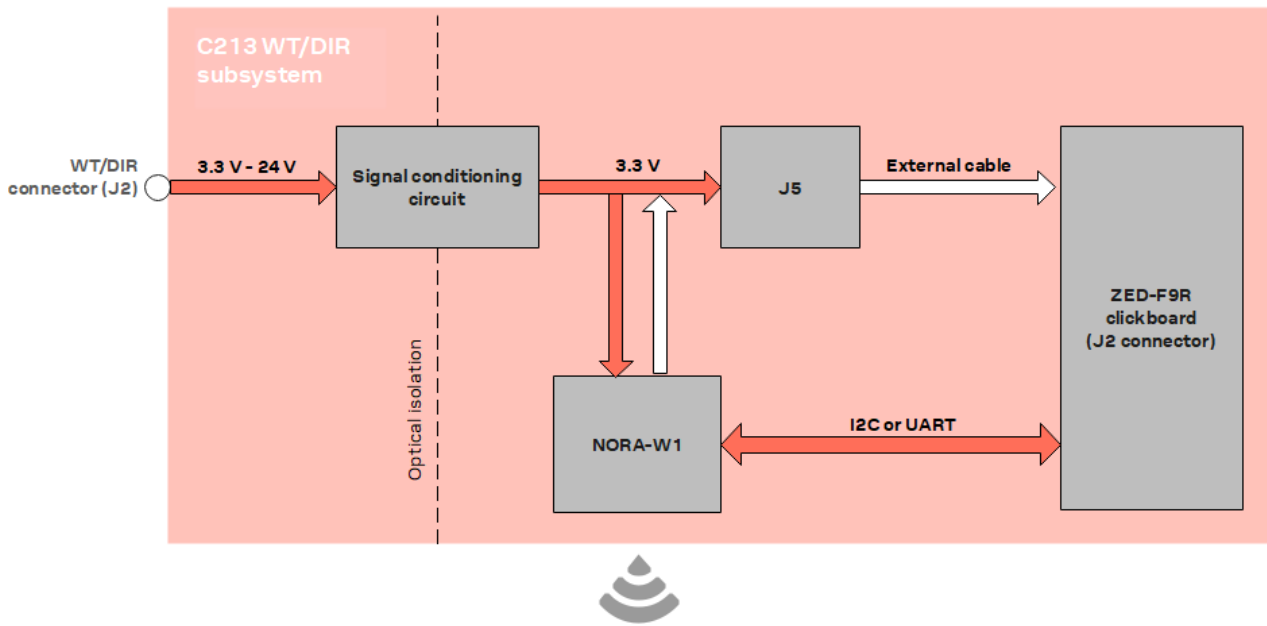 C213 WT/DIR
subsystem
WT/DIR
connector (J2)
3.3 V - 24 V
Signal conditioning
circuit
3.3 V
J5
External cable
ZED-F9R
clickboard
(J2 connector)
Optical isolation
NORA-W1
I2C or UART